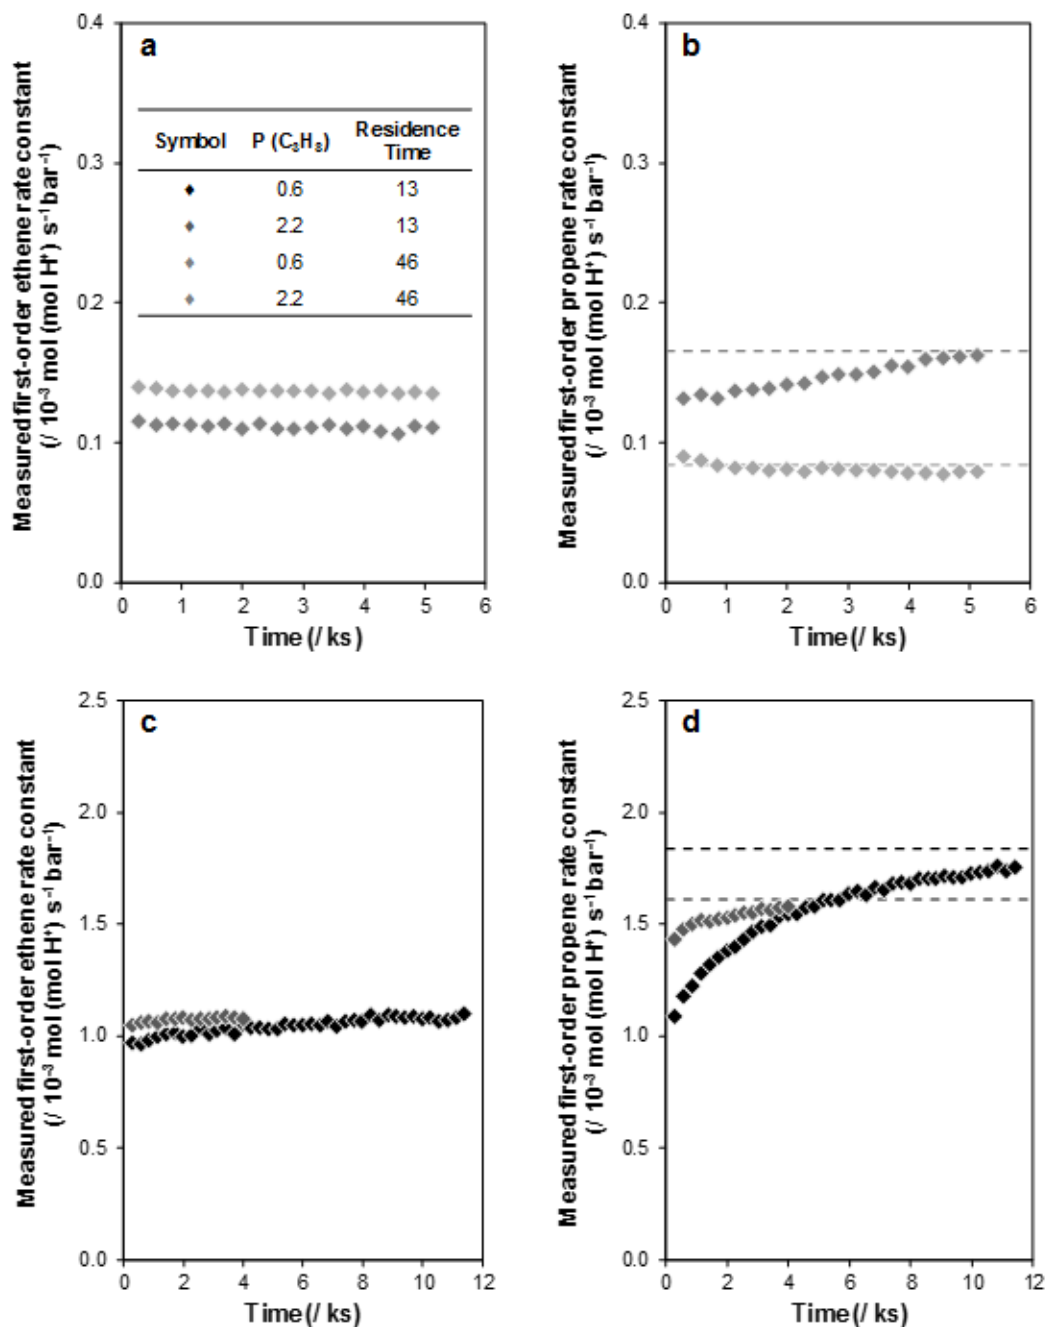 a
Symbol P (C₃H₈) Residence Time
0.6 13
2.2 13
0.6 46
2.2 46
0.4
0.3
0.2
0.1
0.0
0 1 2 3 4 5 6
Time (/ ks)
Measured first-order ethene rate constant
(/ 10⁻³ mol (mol H⁺) s⁻¹ bar⁻¹)
b
0.4
0.3
0.2
0.1
0.0
0 1 2 3 4 5 6
Time (/ ks)
Measured first-order propene rate constant
(/ 10⁻³ mol (mol H⁺) s⁻¹ bar⁻¹)
c
2.5
2.0
1.5
1.0
0.5
0.0
0 2 4 6 8 10 12
Time (/ ks)
Measured first-order ethene rate constant
(/ 10⁻³ mol (mol H⁺) s⁻¹ bar⁻¹)
d
2.5
2.0
1.5
1.0
0.5
0.0
0 2 4 6 8 10 12
Time (/ ks)
Measured first-order propene rate constant
(/ 10⁻³ mol (mol H⁺) s⁻¹ bar⁻¹)